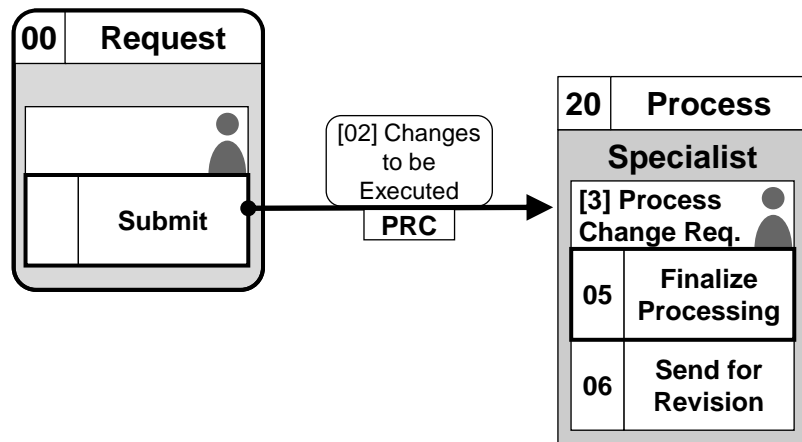 00 Request
Submit
[02] Changes
to be
Executed
PRC
20 Process
Specialist
[3] Process
Change Req.
05 Finalize
Processing
06 Send for
Revision